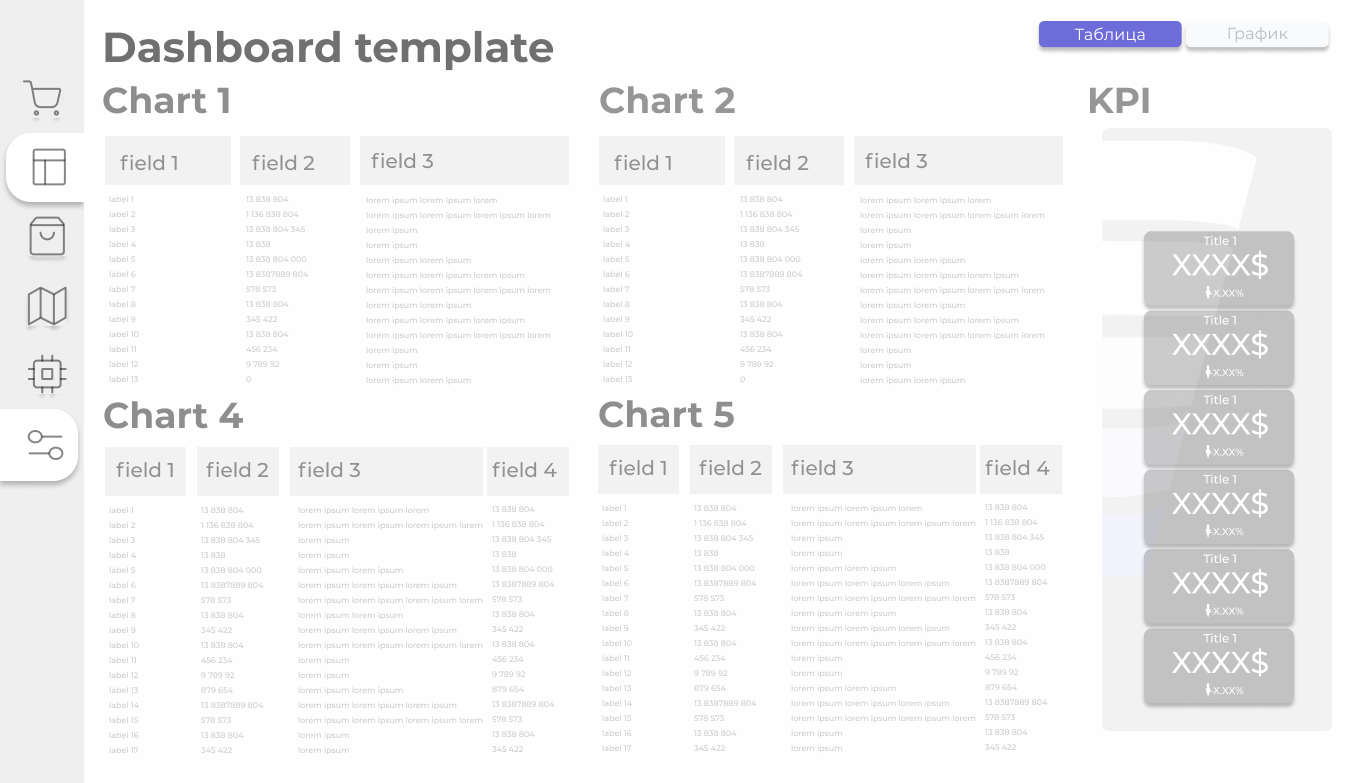 Dashboard template
Таблица График
Chart 1
field 1 field 2 field 3
label 1 13 838 804 lorem ipsum lorem ipsum lorem
label 2 1 136 838 804 lorem ipsum lorem ipsum lorem ipsum lorem
label 3 13 838 804 345 lorem ipsum
label 4 13 838 lorem ipsum
label 5 13 838 804 000 lorem ipsum lorem ipsum
label 6 13 8387889 804 lorem ipsum lorem ipsum lorem ipsum
label 7 578 573 lorem ipsum lorem ipsum lorem ipsum lorem
label 8 13 838 804 lorem ipsum lorem ipsum
label 9 345 422 lorem ipsum lorem ipsum lorem ipsum
label 10 13 838 804 lorem ipsum lorem ipsum lorem ipsum lorem
label 11 456 234 lorem ipsum
label 12 9 789 92 lorem ipsum
label 13 0 lorem ipsum lorem ipsum
Chart 2
field 1 field 2 field 3
label 1 13 838 804 lorem ipsum lorem ipsum lorem
label 2 1 136 838 804 lorem ipsum lorem ipsum lorem ipsum lorem
label 3 13 838 804 345 lorem ipsum
label 4 13 838 lorem ipsum
label 5 13 838 804 000 lorem ipsum lorem ipsum
label 6 13 8387889 804 lorem ipsum lorem ipsum lorem ipsum
label 7 578 573 lorem ipsum lorem ipsum lorem ipsum lorem
label 8 13 838 804 lorem ipsum lorem ipsum
label 9 345 422 lorem ipsum lorem ipsum lorem ipsum
label 10 13 838 804 lorem ipsum lorem ipsum lorem ipsum lorem
label 11 456 234 lorem ipsum
label 12 9 789 92 lorem ipsum
label 13 0 lorem ipsum lorem ipsum
Chart 4
field 1 field 2 field 3 field 4
label 1 13 838 804 lorem ipsum lorem ipsum lorem 13 838 804
label 2 1 136 838 804 lorem ipsum lorem ipsum lorem ipsum lorem 1 136 838 804
label 3 13 838 804 345 lorem ipsum 13 838 804 345
label 4 13 838 lorem ipsum 13 838
label 5 13 838 804 000 lorem ipsum lorem ipsum 13 838 804 000
label 6 13 8387889 804 lorem ipsum lorem ipsum lorem ipsum 13 8387889 804
label 7 578 573 lorem ipsum lorem ipsum lorem ipsum lorem 578 573
label 8 13 838 804 lorem ipsum lorem ipsum 13 838 804
label 9 345 422 lorem ipsum lorem ipsum lorem ipsum 345 422
label 10 13 838 804 lorem ipsum lorem ipsum lorem ipsum lorem 13 838 804
label 11 456 234 lorem ipsum 456 234
label 12 9 789 92 lorem ipsum 9 789 92
label 13 879 654 lorem ipsum lorem ipsum 879 654
label 14 13 8387889 804 lorem ipsum lorem ipsum lorem ipsum 13 8387889 804
label 15 578 573 lorem ipsum lorem ipsum lorem ipsum lorem 578 573
label 16 13 838 804 lorem ipsum 13 838 804
label 17 345 422 lorem ipsum 345 422
Chart 5
field 1 field 2 field 3 field 4
label 1 13 838 804 lorem ipsum lorem ipsum lorem 13 838 804
label 2 1 136 838 804 lorem ipsum lorem ipsum lorem ipsum lorem 1 136 838 804
label 3 13 838 804 345 lorem ipsum 13 838 804 345
label 4 13 838 lorem ipsum 13 838
label 5 13 838 804 000 lorem ipsum lorem ipsum 13 838 804 000
label 6 13 8387889 804 lorem ipsum lorem ipsum lorem ipsum 13 8387889 804
label 7 578 573 lorem ipsum lorem ipsum lorem ipsum lorem 578 573
label 8 13 838 804 lorem ipsum lorem ipsum 13 838 804
label 9 345 422 lorem ipsum lorem ipsum lorem ipsum 345 422
label 10 13 838 804 lorem ipsum lorem ipsum lorem ipsum lorem 13 838 804
label 11 456 234 lorem ipsum 456 234
label 12 9 789 92 lorem ipsum 9 789 92
label 13 879 654 lorem ipsum lorem ipsum 879 654
label 14 13 8387889 804 lorem ipsum lorem ipsum lorem ipsum 13 8387889 804
label 15 578 573 lorem ipsum lorem ipsum lorem ipsum lorem 578 573
label 16 13 838 804 lorem ipsum 13 838 804
label 17 345 422 lorem ipsum 345 422
KPI
Title 1
XXXX$
X.XX%
Title 1
XXXX$
X.XX%
Title 1
XXXX$
X.XX%
Title 1
XXXX$
X.XX%
Title 1
XXXX$
X.XX%
Title 1
XXXX$
X.XX%